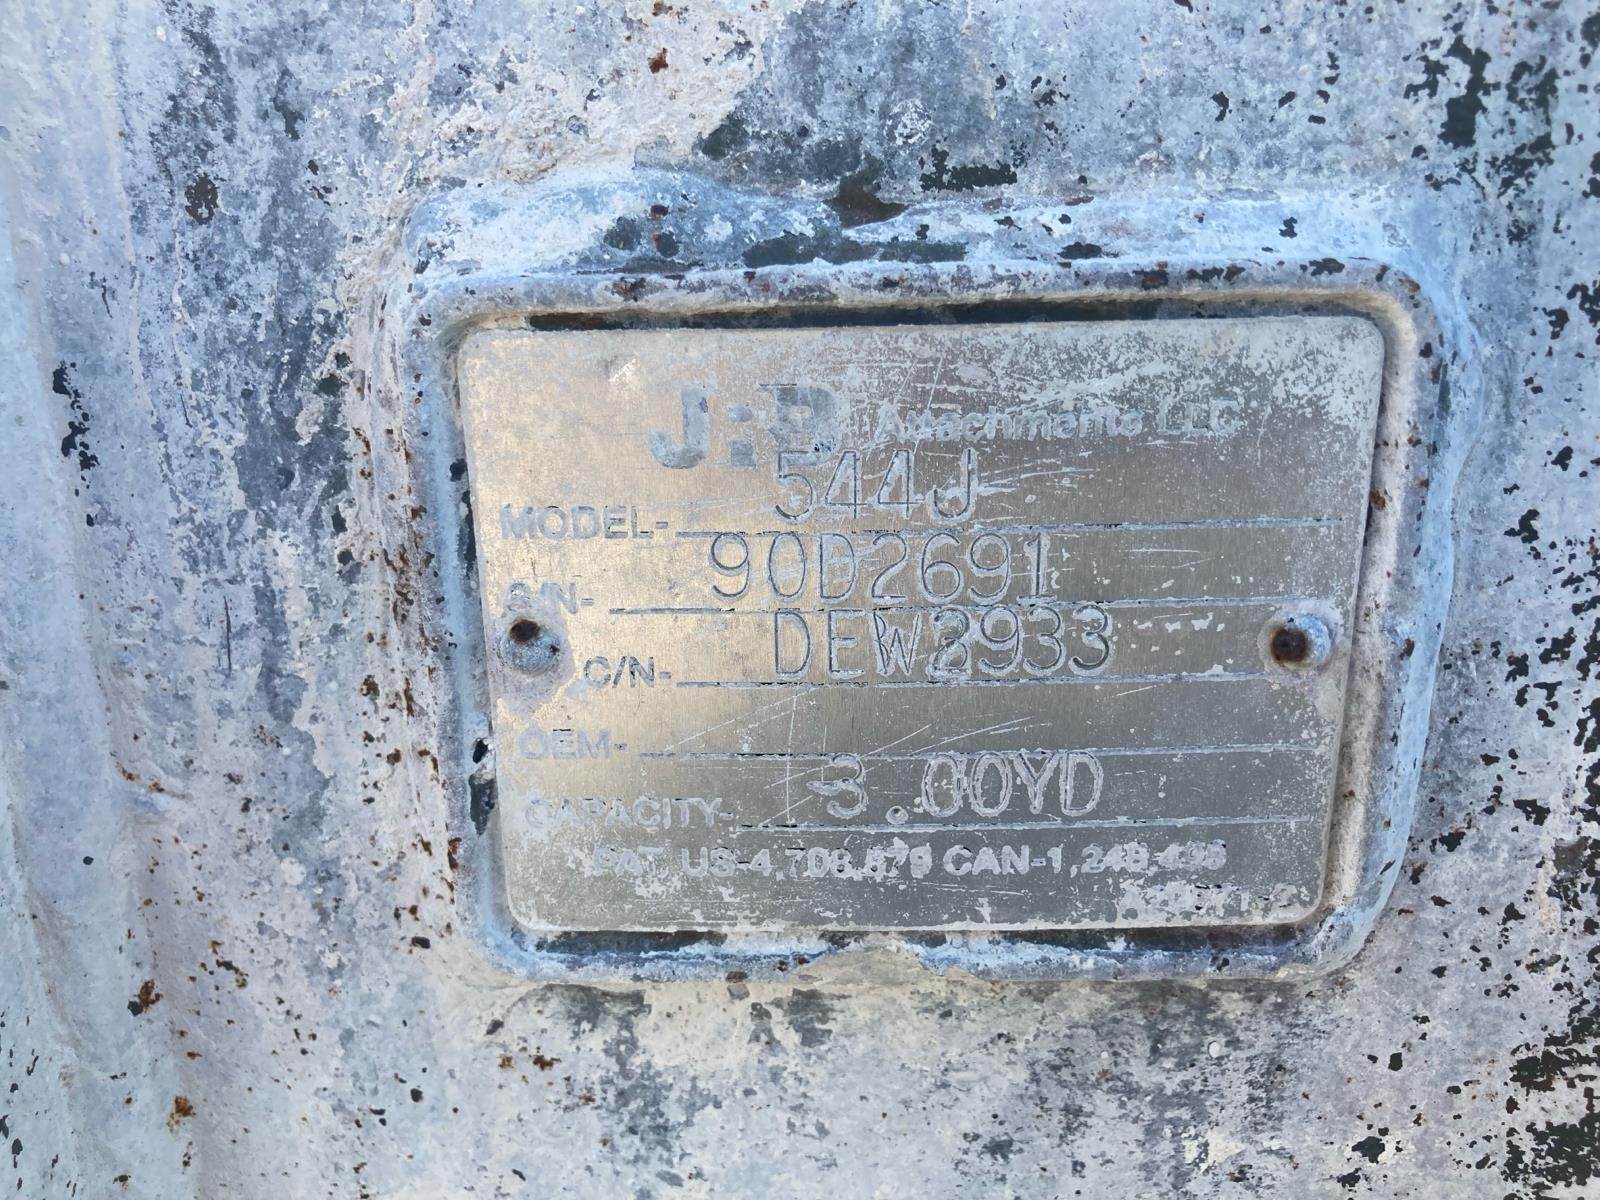 JRB Attachments LLC
MODEL- 544J
S/N- 90D2691
C/N- DEW2933
OEM-
CAPACITY- 3.00YD
PAT. US-4,708,579 CAN-1,248,495